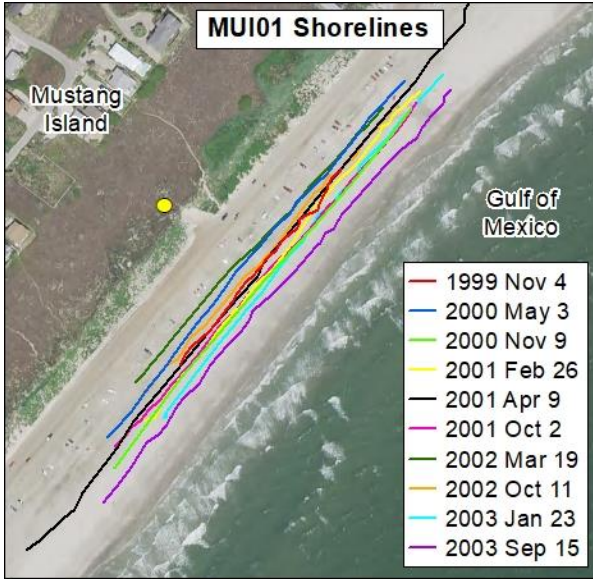 MUI01 Shorelines
Mustang
Island
Gulf of
Mexico
1999 Nov 4
2000 May 3
2000 Nov 9
2001 Feb 26
2001 Apr 9
2001 Oct 2
2002 Mar 19
2002 Oct 11
2003 Jan 23
2003 Sep 15